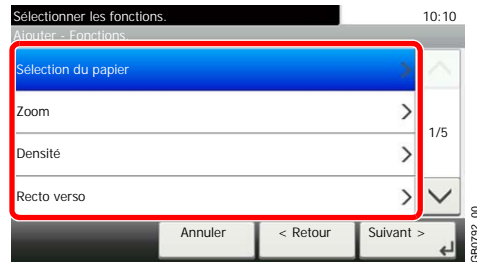 Sélectionner les fonctions.
10:10
Ajouter - Fonctions.
Sélection du papier
Zoom
1/5
Densité
Recto verso
Annuler
< Retour
Suivant >
GB0792_00